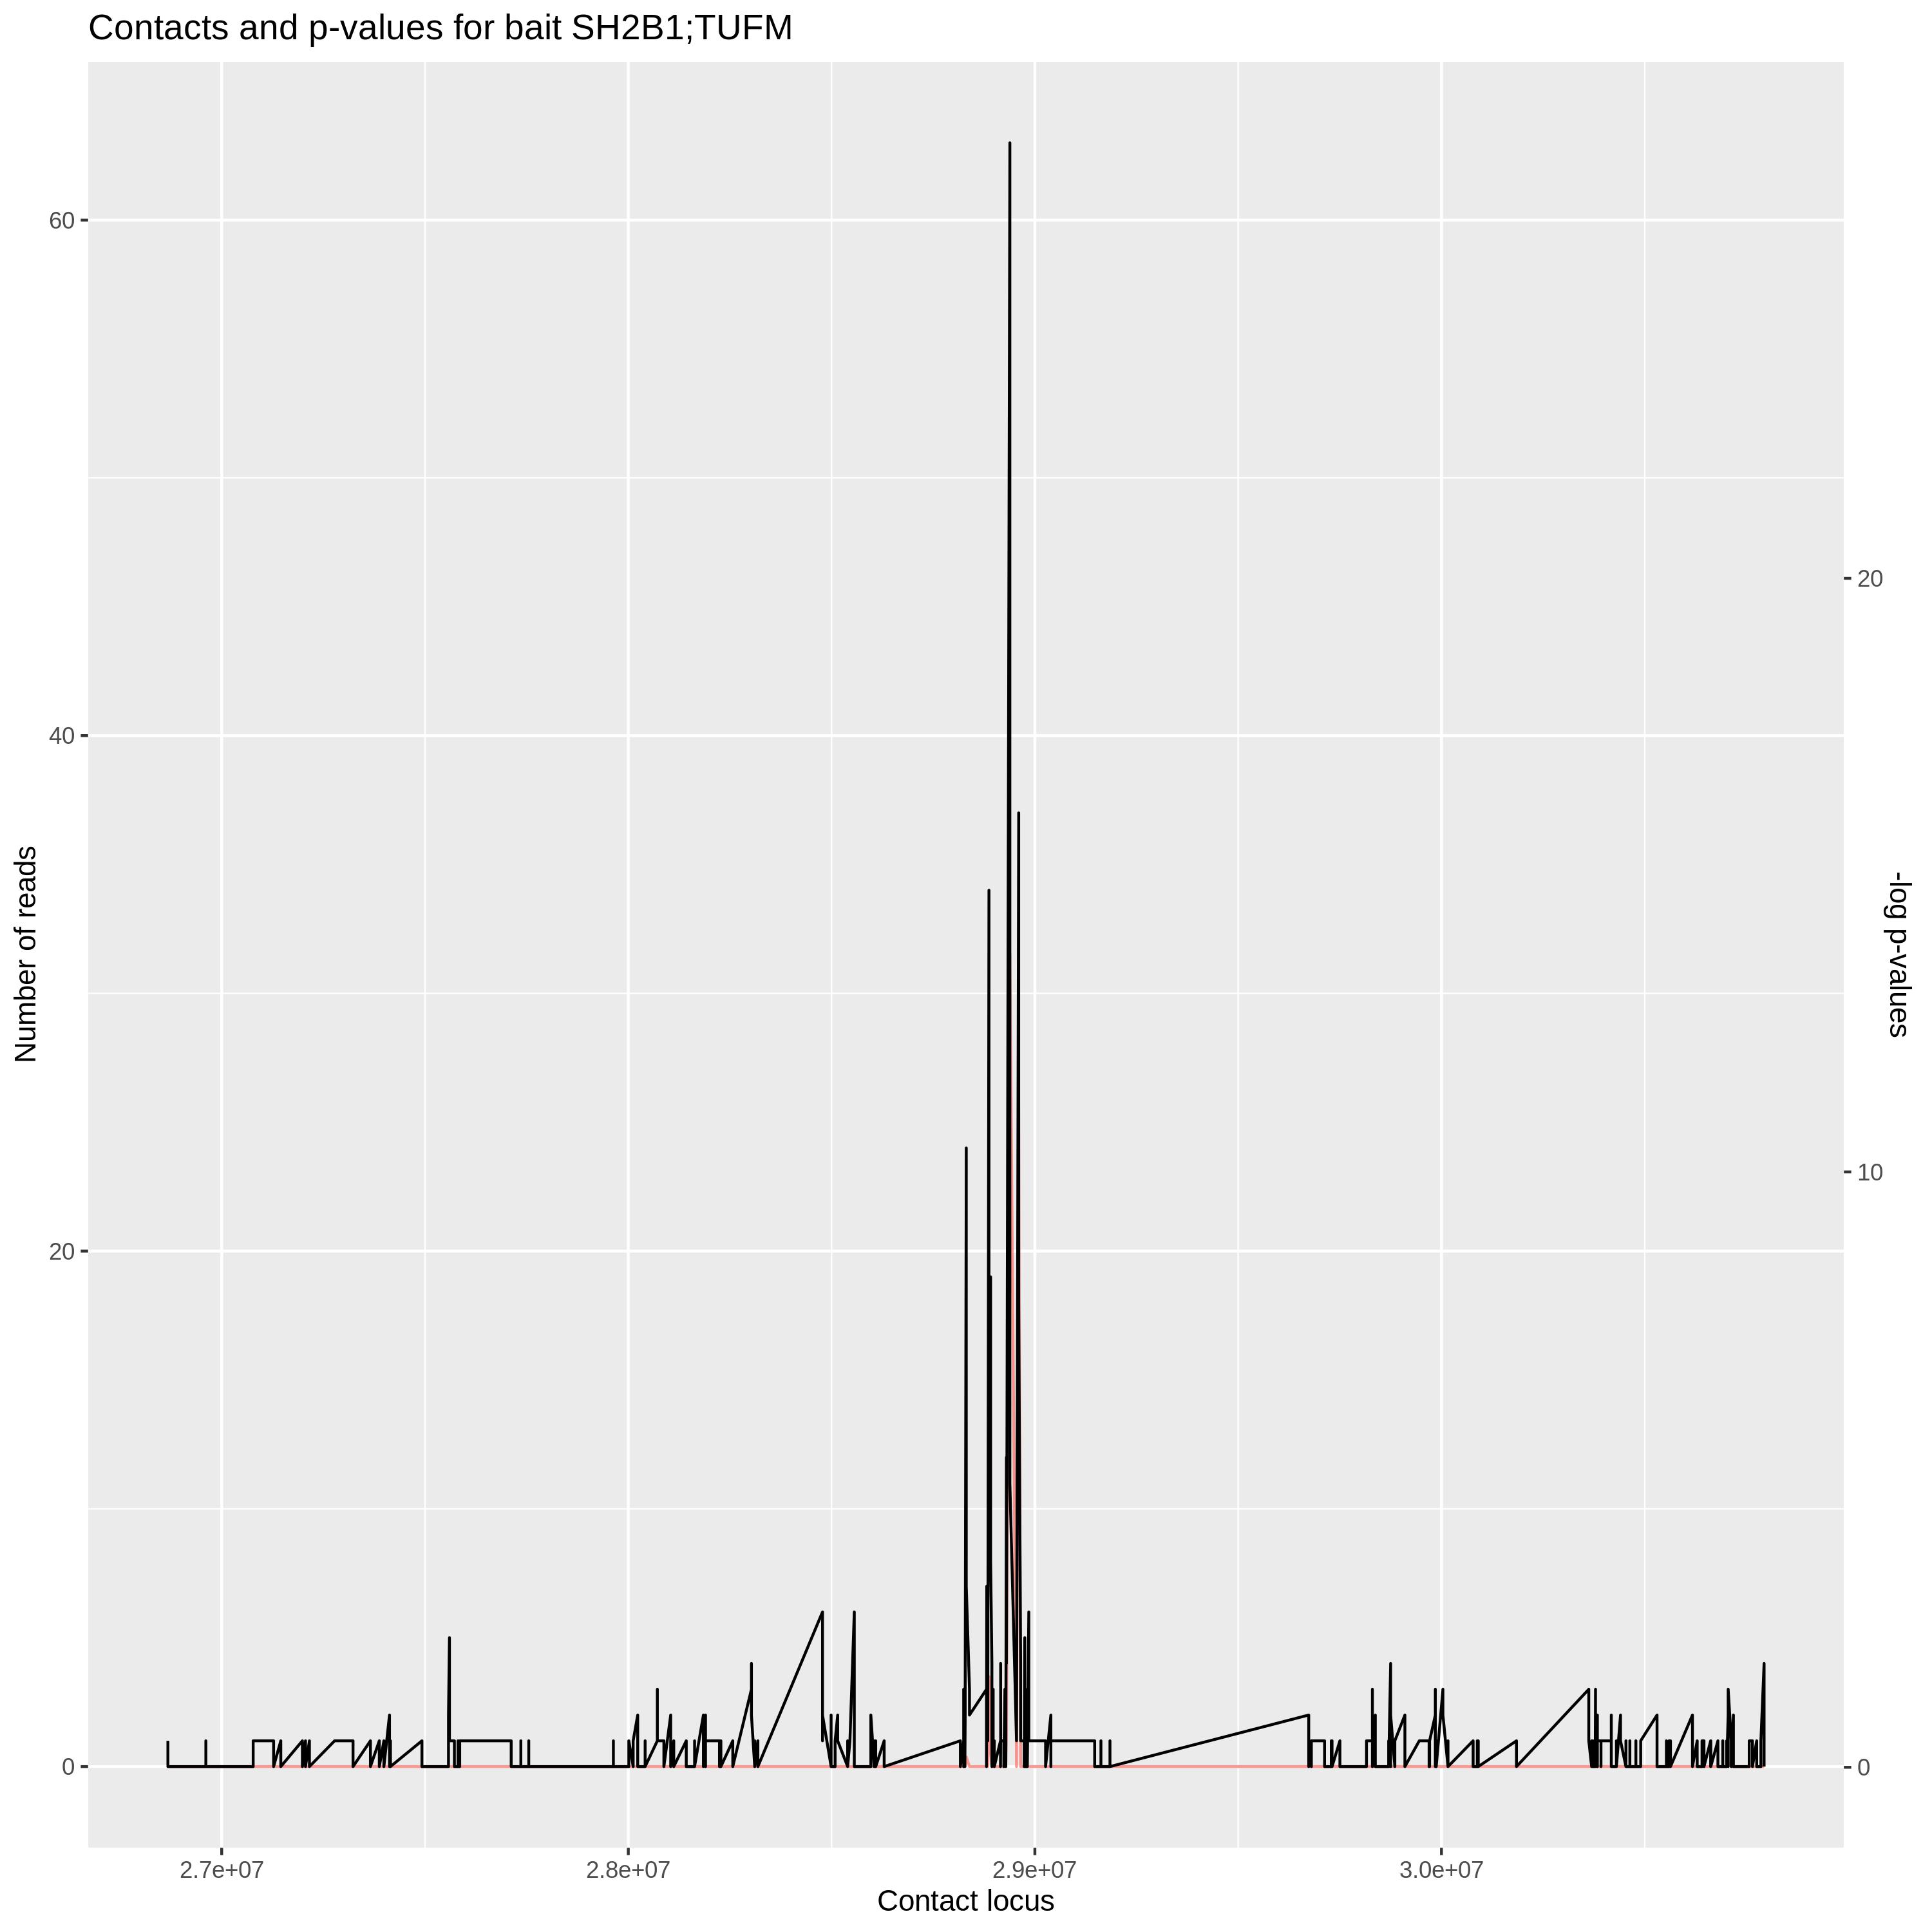 Contacts and p-values for bait SH2B1;TUFM
60
40
20
0
Number of reads
20
10
0
-log p-values
2.7e+07
2.8e+07
2.9e+07
3.0e+07
Contact locus